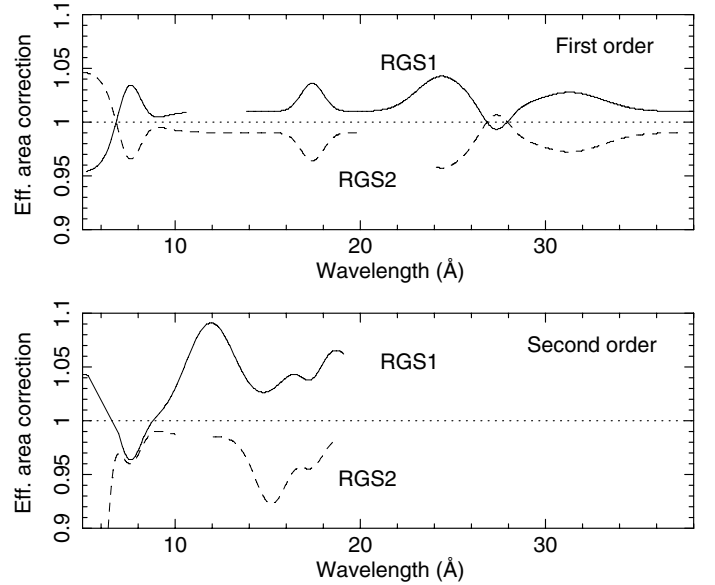 1.1
1.05
1
0.95
0.9
Eff. area correction
First order
RGS1
RGS2
10 20 30
Wavelength (Å)
1.1
1.05
1
0.95
0.9
Eff. area correction
Second order
RGS1
RGS2
10 20 30
Wavelength (Å)